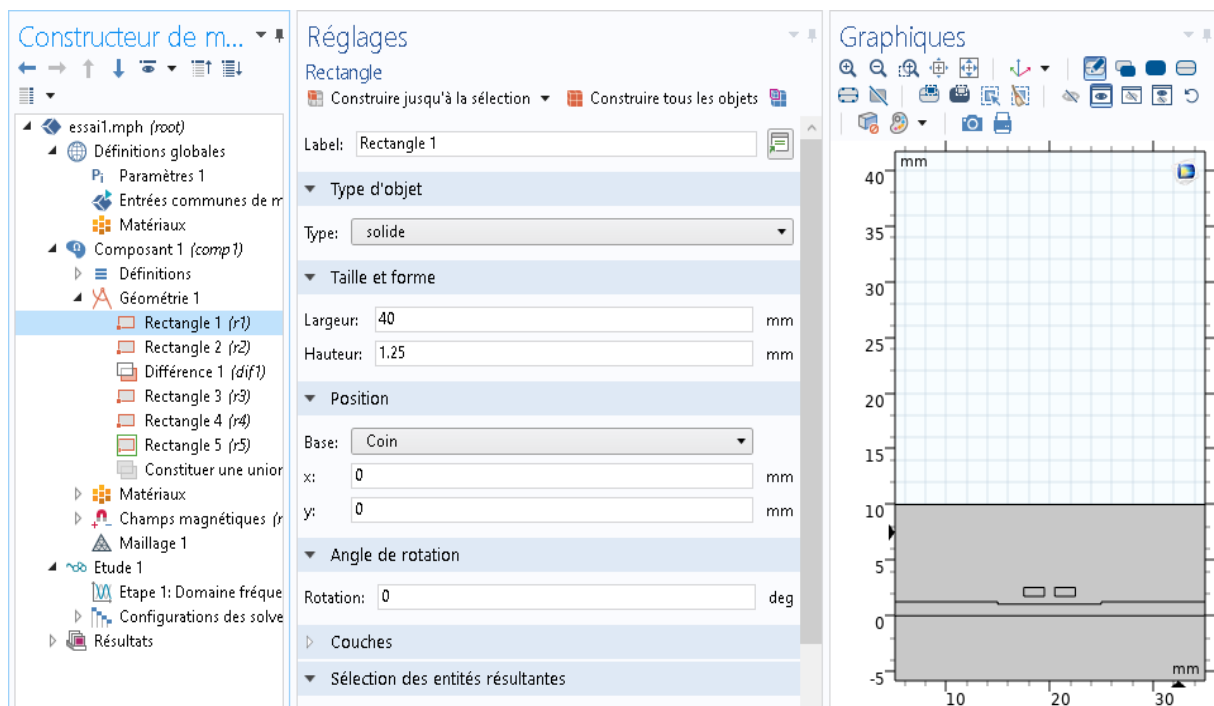 Constructeur de m...
essai1.mph (root)
Définitions globales
Pi Paramètres 1
Entrées communes de m
Matériaux
Composant 1 (comp1)
Définitions
Géométrie 1
Rectangle 1 (r1)
Rectangle 2 (r2)
Différence 1 (dif1)
Rectangle 3 (r3)
Rectangle 4 (r4)
Rectangle 5 (r5)
Constituer une union
Matériaux
Champs magnétiques (r
Maillage 1
Etude 1
Etape 1: Domaine fréque
Configurations des solve
Résultats
Réglages
Rectangle
Construire jusqu'à la sélection
Construire tous les objets
Label: Rectangle 1
Type d'objet
Type: solide
Taille et forme
Largeur: 40 mm
Hauteur: 1.25 mm
Position
Base: Coin
x: 0 mm
y: 0 mm
Angle de rotation
Rotation: 0 deg
Couches
Sélection des entités résultantes
Graphiques
mm
40
35
30
25
20
15
10
5
0
-5
mm
10 20 30